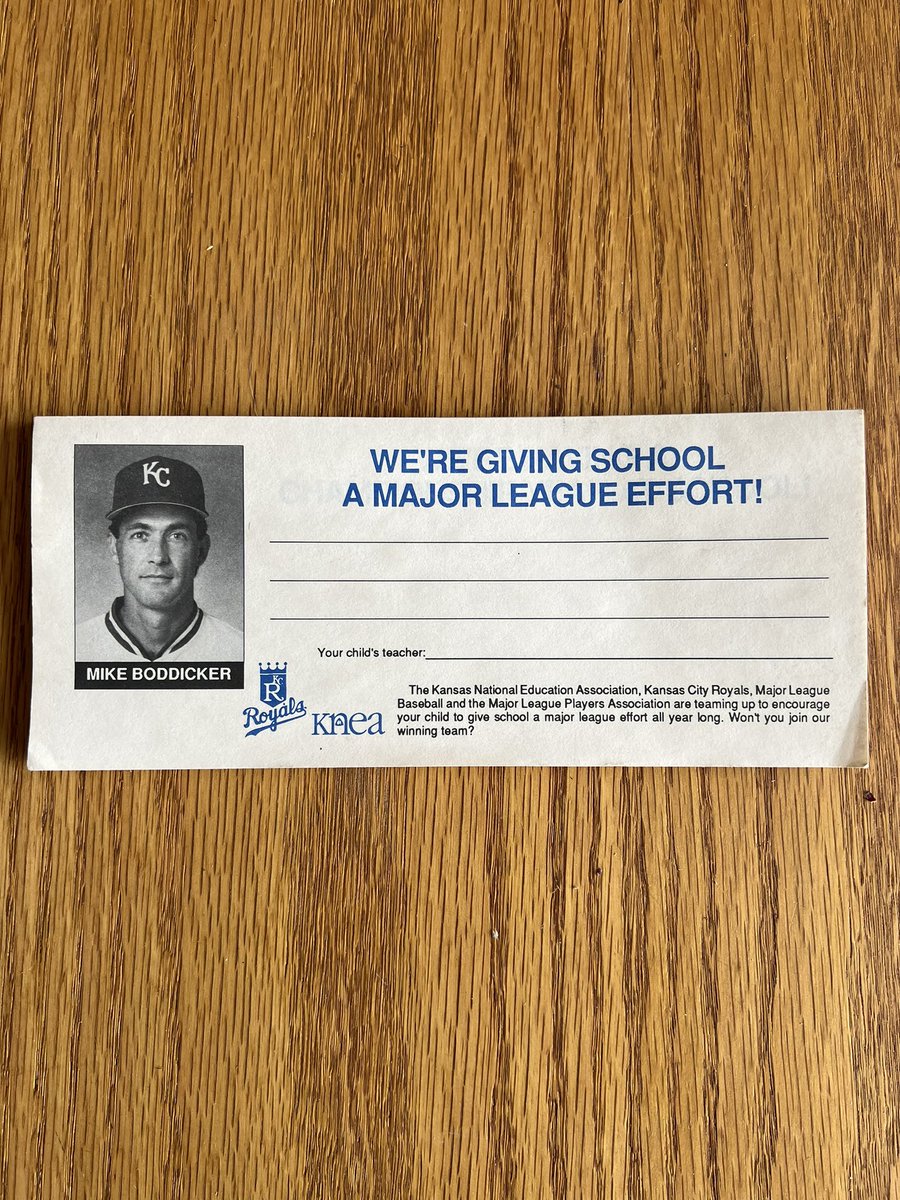 KC
MIKE BODDICKER
WE'RE GIVING SCHOOL
A MAJOR LEAGUE EFFORT!
Your child's teacher:
KC
R
Royals
KNEA
The Kansas National Education Association, Kansas City Royals, Major League
Baseball and the Major League Players Association are teaming up to encourage
your child to give school a major league effort all year long. Won't you join our
winning team?